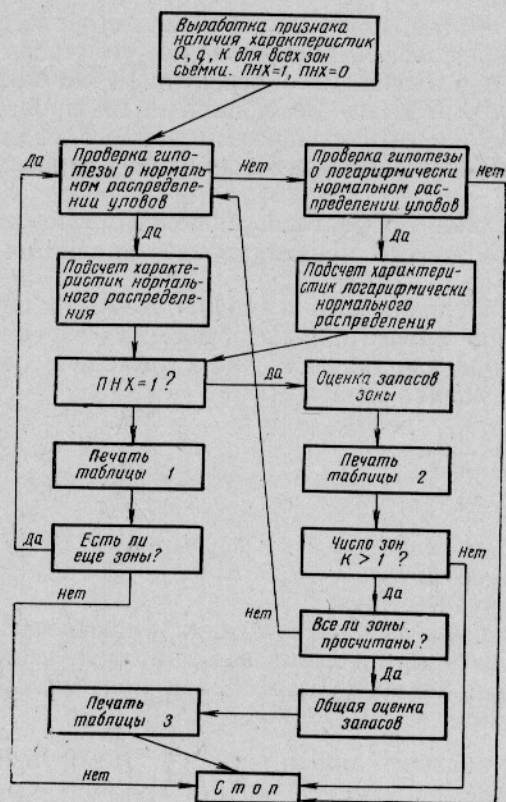 Выработка признака
наличия характеристик
Q, q, K для всех зон
съемки. ПНХ=1, ПНХ=0
Да
Проверка гипо-
тезы о нормаль-
ном распределе-
нии уловов
Нет
Проверка гипотезы
о логарифмически
нормальном рас-
пределении уловов
Нет
Да
Да
Подсчет характе-
ристик нормаль-
ного распределе-
ния
Подсчет характери-
стик логарифмически
нормального
распределения
ПНХ=1 ?
Да
Оценка запасов
зоны
Печать
таблицы 1
Печать
таблицы 2
Да
Есть ли
еще зоны?
Число зон
K > 1 ?
Нет
Нет
Да
Нет
Все ли зоны
просчитаны ?
Да
Печать
таблицы 3
Общая оценка
запасов
Нет
Стоп